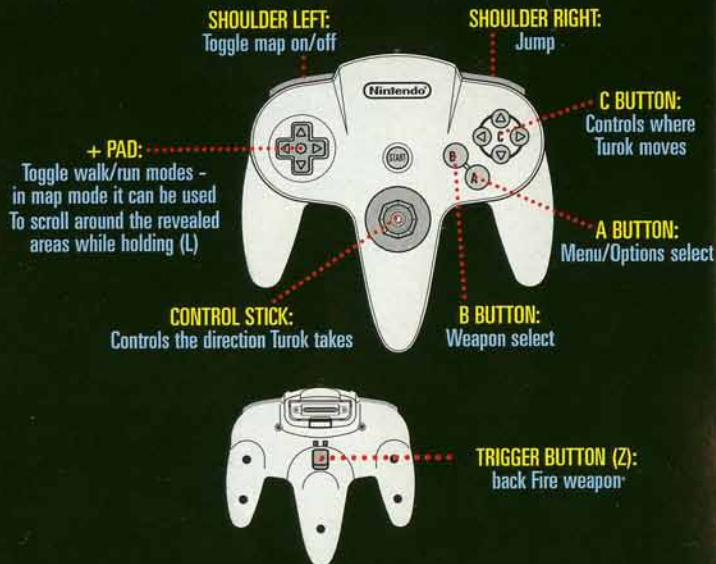 SHOULDER LEFT:
Toggle map on/off
SHOULDER RIGHT:
Jump
Nintendo
C BUTTON:
Controls where
Turok moves
C
+ PAD:
Toggle walk/run modes -
in map mode it can be used
To scroll around the revealed
areas while holding (L)
START
B
A
A BUTTON:
Menu/Options select
CONTROL STICK:
Controls the direction Turok takes
B BUTTON:
Weapon select
TRIGGER BUTTON (Z):
back Fire weapon